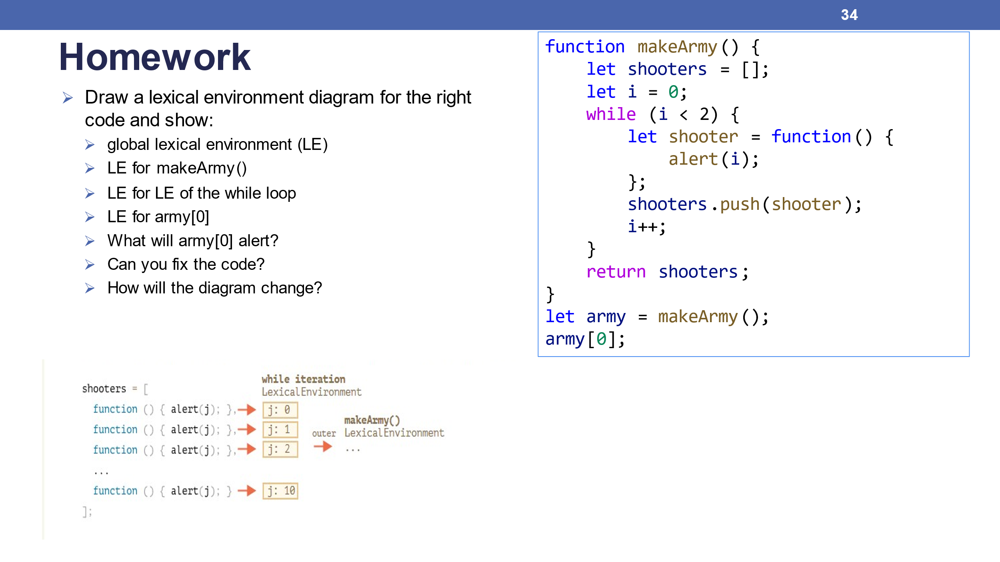 34
Homework
Draw a lexical environment diagram for the right
code and show:
global lexical environment (LE)
LE for makeArmy()
LE for LE of the while loop
LE for army[0]
What will army[0] alert?
Can you fix the code?
How will the diagram change?
function makeArmy() {
    let shooters = [];
    let i = 0;
    while (i < 2) {
        let shooter = function() {
            alert(i);
        };
        shooters.push(shooter);
        i++;
    }
    return shooters;
}
let army = makeArmy();
army[0];
while iteration
LexicalEnvironment
shooters = [
function () { alert(j); }, j: 0
function () { alert(j); }, j: 1
function () { alert(j); }, j: 2
...
function () { alert(j); } j: 10
];
outer
makeArmy()
LexicalEnvironment
...